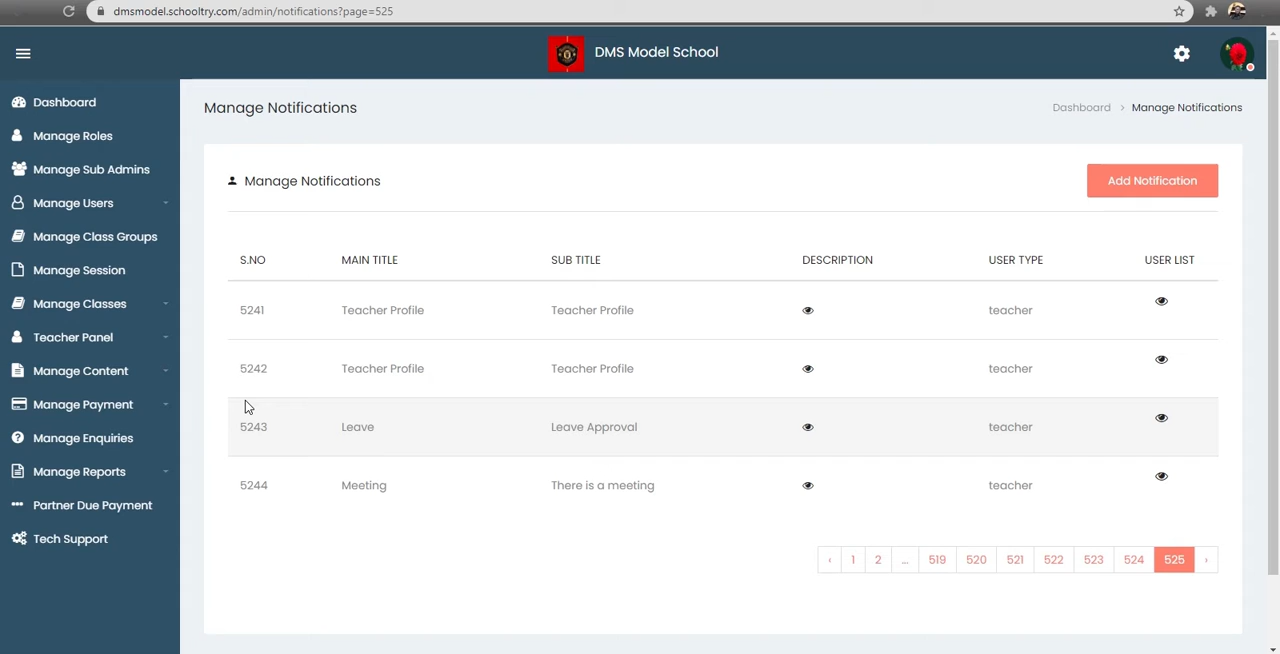 dmsmodel.schooltry.com/admin/notifications?page=525
DMS Model School
Dashboard
Manage Roles
Manage Sub Admins
Manage Users
Manage Class Groups
Manage Session
Manage Classes
Teacher Panel
Manage Content
Manage Payment
Manage Enquiries
Manage Reports
Partner Due Payment
Tech Support
Manage Notifications
Dashboard > Manage Notifications
Manage Notifications
Add Notification
S.NO MAIN TITLE SUB TITLE DESCRIPTION USER TYPE USER LIST
5241 Teacher Profile Teacher Profile teacher
5242 Teacher Profile Teacher Profile teacher
5243 Leave Leave Approval teacher
5244 Meeting There is a meeting teacher
‹ 1 2 ... 519 520 521 522 523 524 525 ›